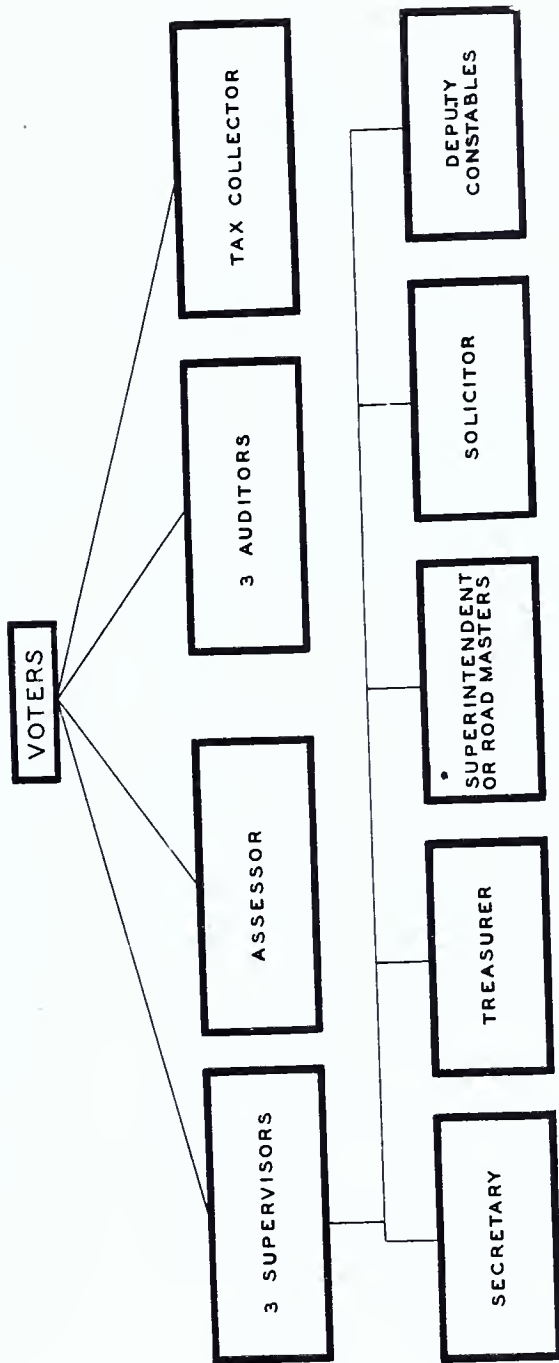 VOTERS
3 SUPERVISORS
ASSESSOR
3 AUDITORS
TAX COLLECTOR
SECRETARY
TREASURER
*
SUPERINTENDENT
OR ROAD MASTERS
SOLICITOR
DEPUTY
CONSTABLES